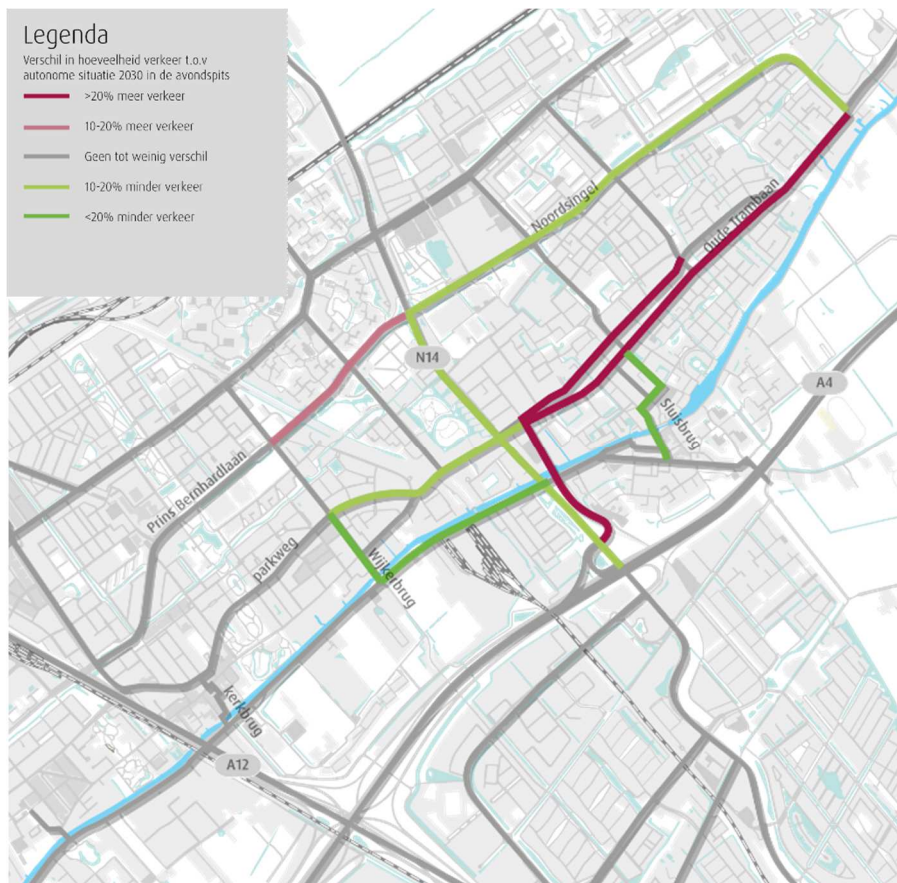 Legenda
Verschil in hoeveelheid verkeer t.o.v
autonome situatie 2030 in de avondspits
>20% meer verkeer
10-20% meer verkeer
Geen tot weinig verschil
10-20% minder verkeer
<20% minder verkeer
Noordsingel
Oude Trambaan
N14
A4
Sluisbrug
Prins Bernhardlaan
parkweg
Wijkerbrug
kerkbrug
A12